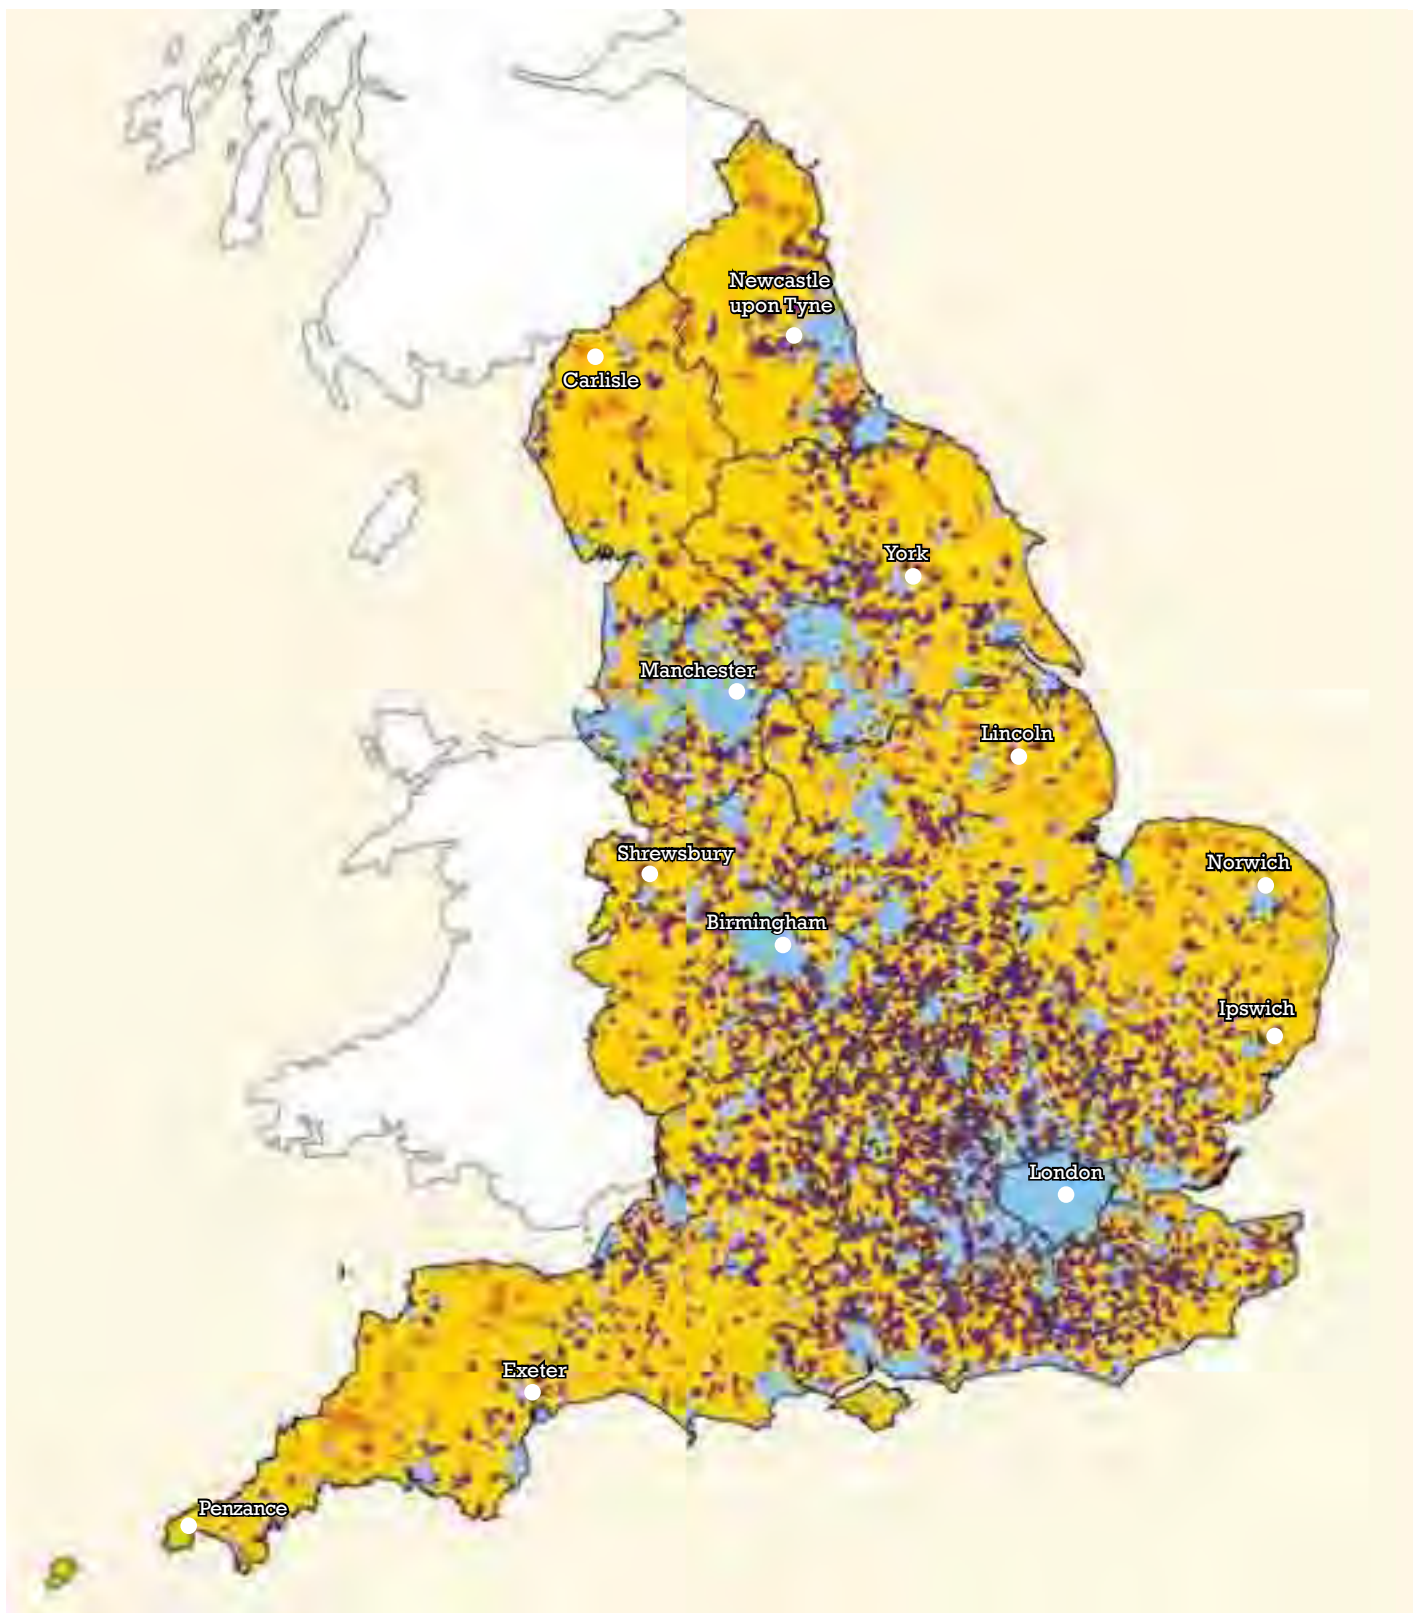 Newcastle
upon Tyne
Carlisle
York
Manchester
Lincoln
Shrewsbury
Norwich
Birmingham
Ipswich
London
Exeter
Penzance